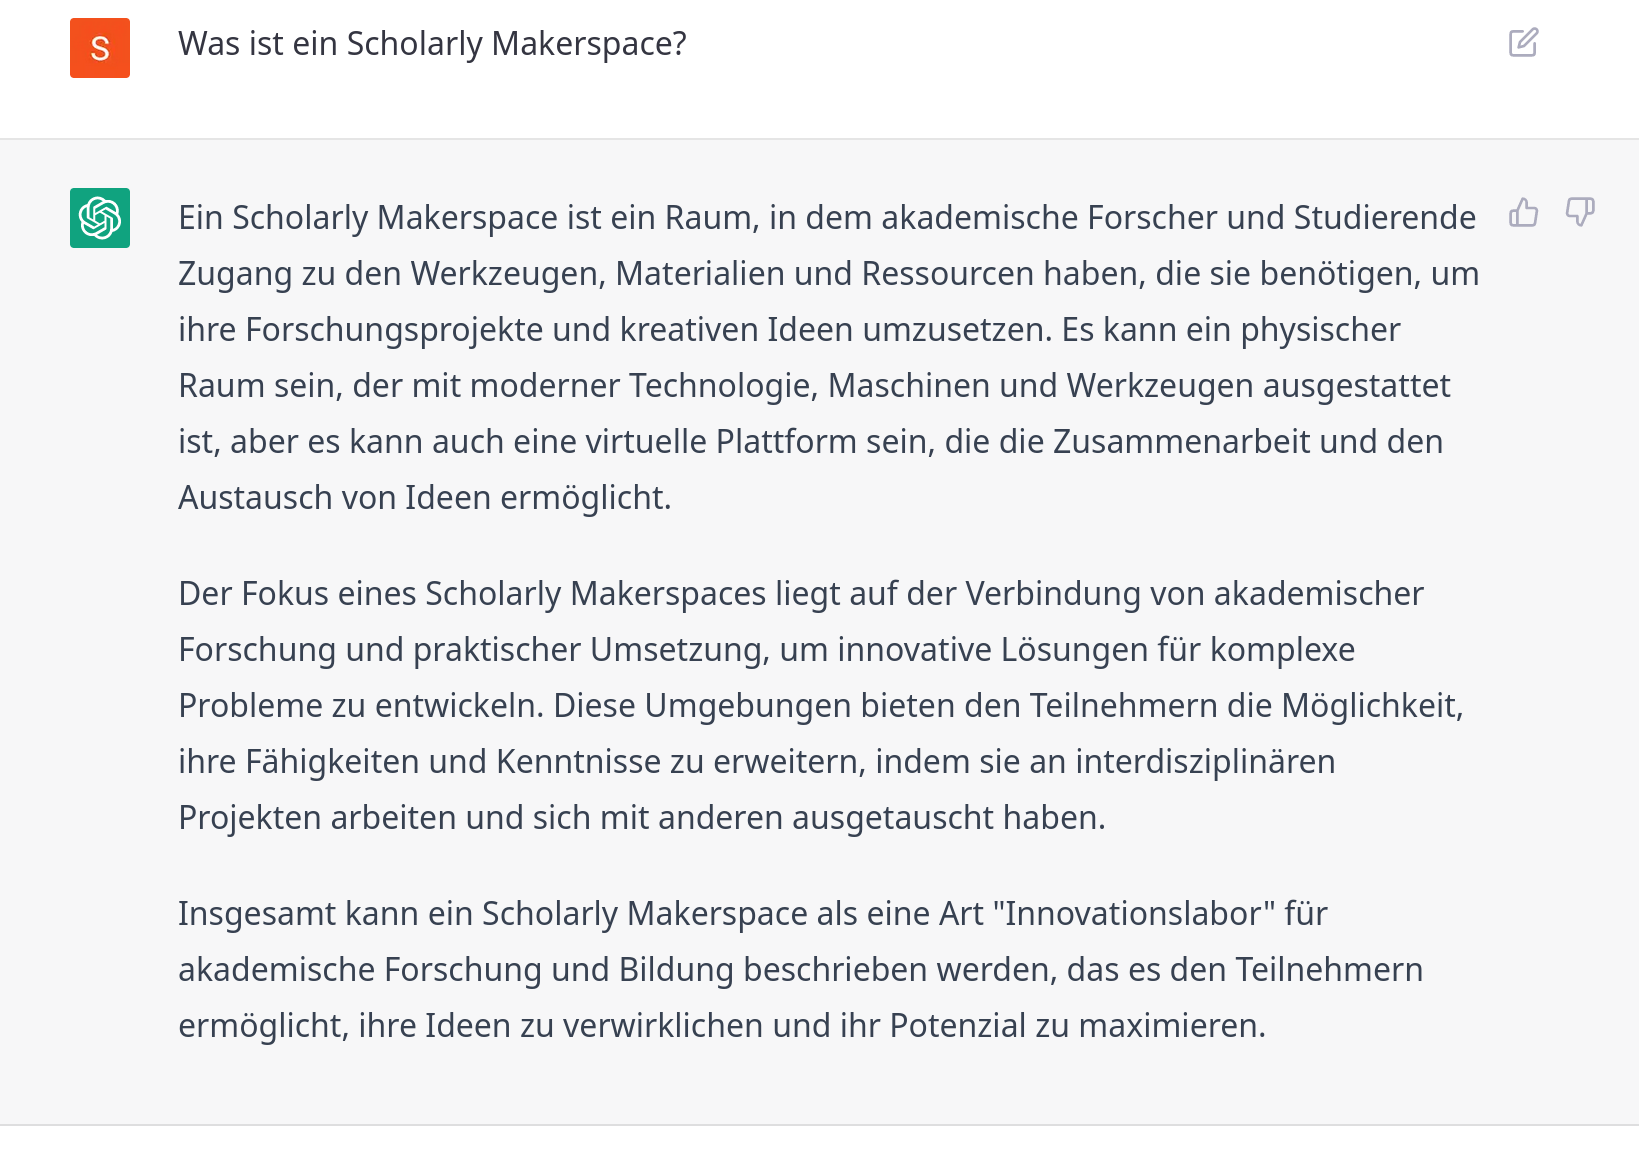 S
Was ist ein Scholarly Makerspace?
Ein Scholarly Makerspace ist ein Raum, in dem akademische Forscher und Studierende
Zugang zu den Werkzeugen, Materialien und Ressourcen haben, die sie benötigen, um
ihre Forschungsprojekte und kreativen Ideen umzusetzen. Es kann ein physischer
Raum sein, der mit moderner Technologie, Maschinen und Werkzeugen ausgestattet
ist, aber es kann auch eine virtuelle Plattform sein, die die Zusammenarbeit und den
Austausch von Ideen ermöglicht.
Der Fokus eines Scholarly Makerspaces liegt auf der Verbindung von akademischer
Forschung und praktischer Umsetzung, um innovative Lösungen für komplexe
Probleme zu entwickeln. Diese Umgebungen bieten den Teilnehmern die Möglichkeit,
ihre Fähigkeiten und Kenntnisse zu erweitern, indem sie an interdisziplinären
Projekten arbeiten und sich mit anderen ausgetauscht haben.
Insgesamt kann ein Scholarly Makerspace als eine Art "Innovationslabor" für
akademische Forschung und Bildung beschrieben werden, das es den Teilnehmern
ermöglicht, ihre Ideen zu verwirklichen und ihr Potenzial zu maximieren.